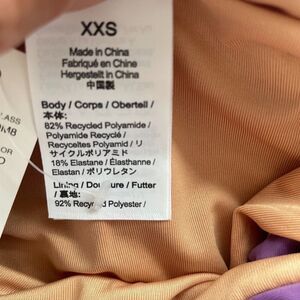 XXS
Made in China
Fabriqué en Chine
Hergestellt in China
中国製
Body / Corps / Oberteil /
本体:
82% Recycled Polyamide /
Polyamide Recyclé /
Recyceltes Polyamid / リ
サイクルポリアミド
18% Elastane / Élasthanne /
Elastan / ポリウレタン
Lining / Doublure / Futter
/ 裏地:
92% Recycled Polyester /